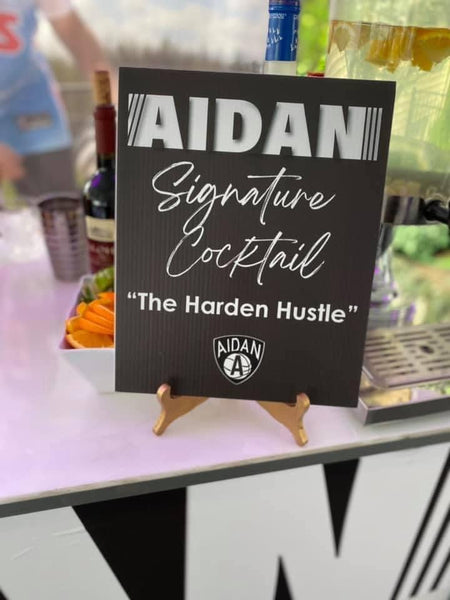 AIDAN
Signature
Cocktail
“The Harden Hustle”
AIDAN
A